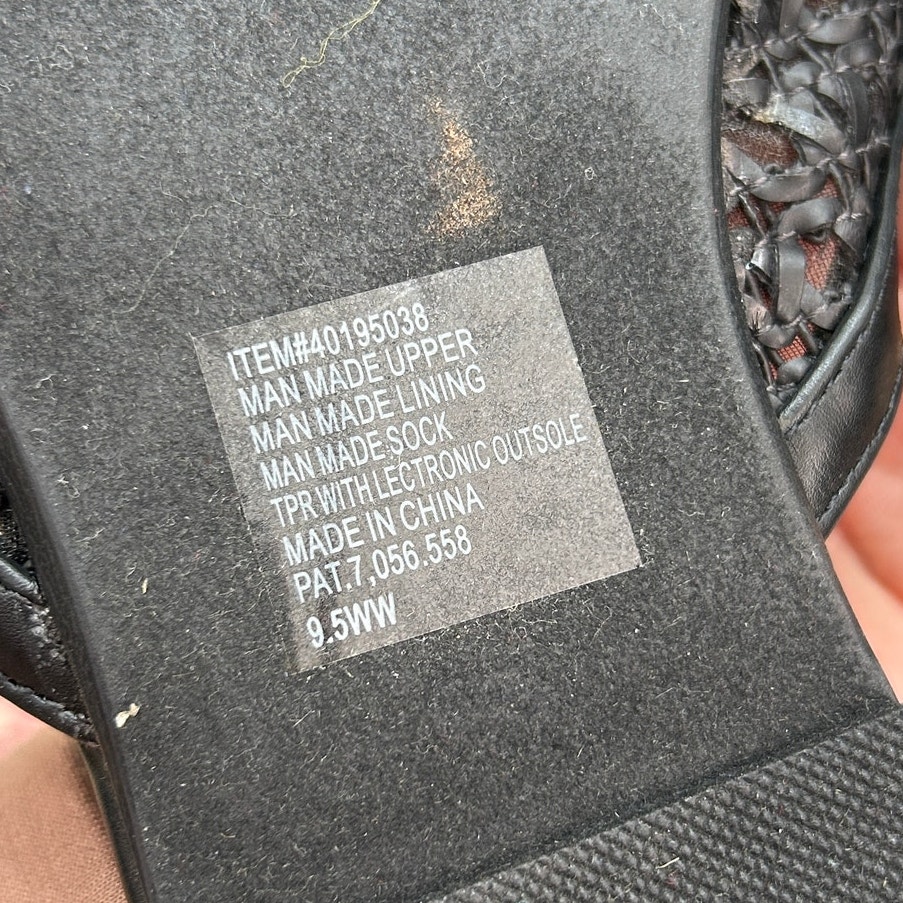 ITEM#40195038
MAN MADE UPPER
MAN MADE LINING
MAN MADE SOCK
TPR WITH LECTRONIC OUTSOLE
MADE IN CHINA
PAT.7,056.558
9.5WW